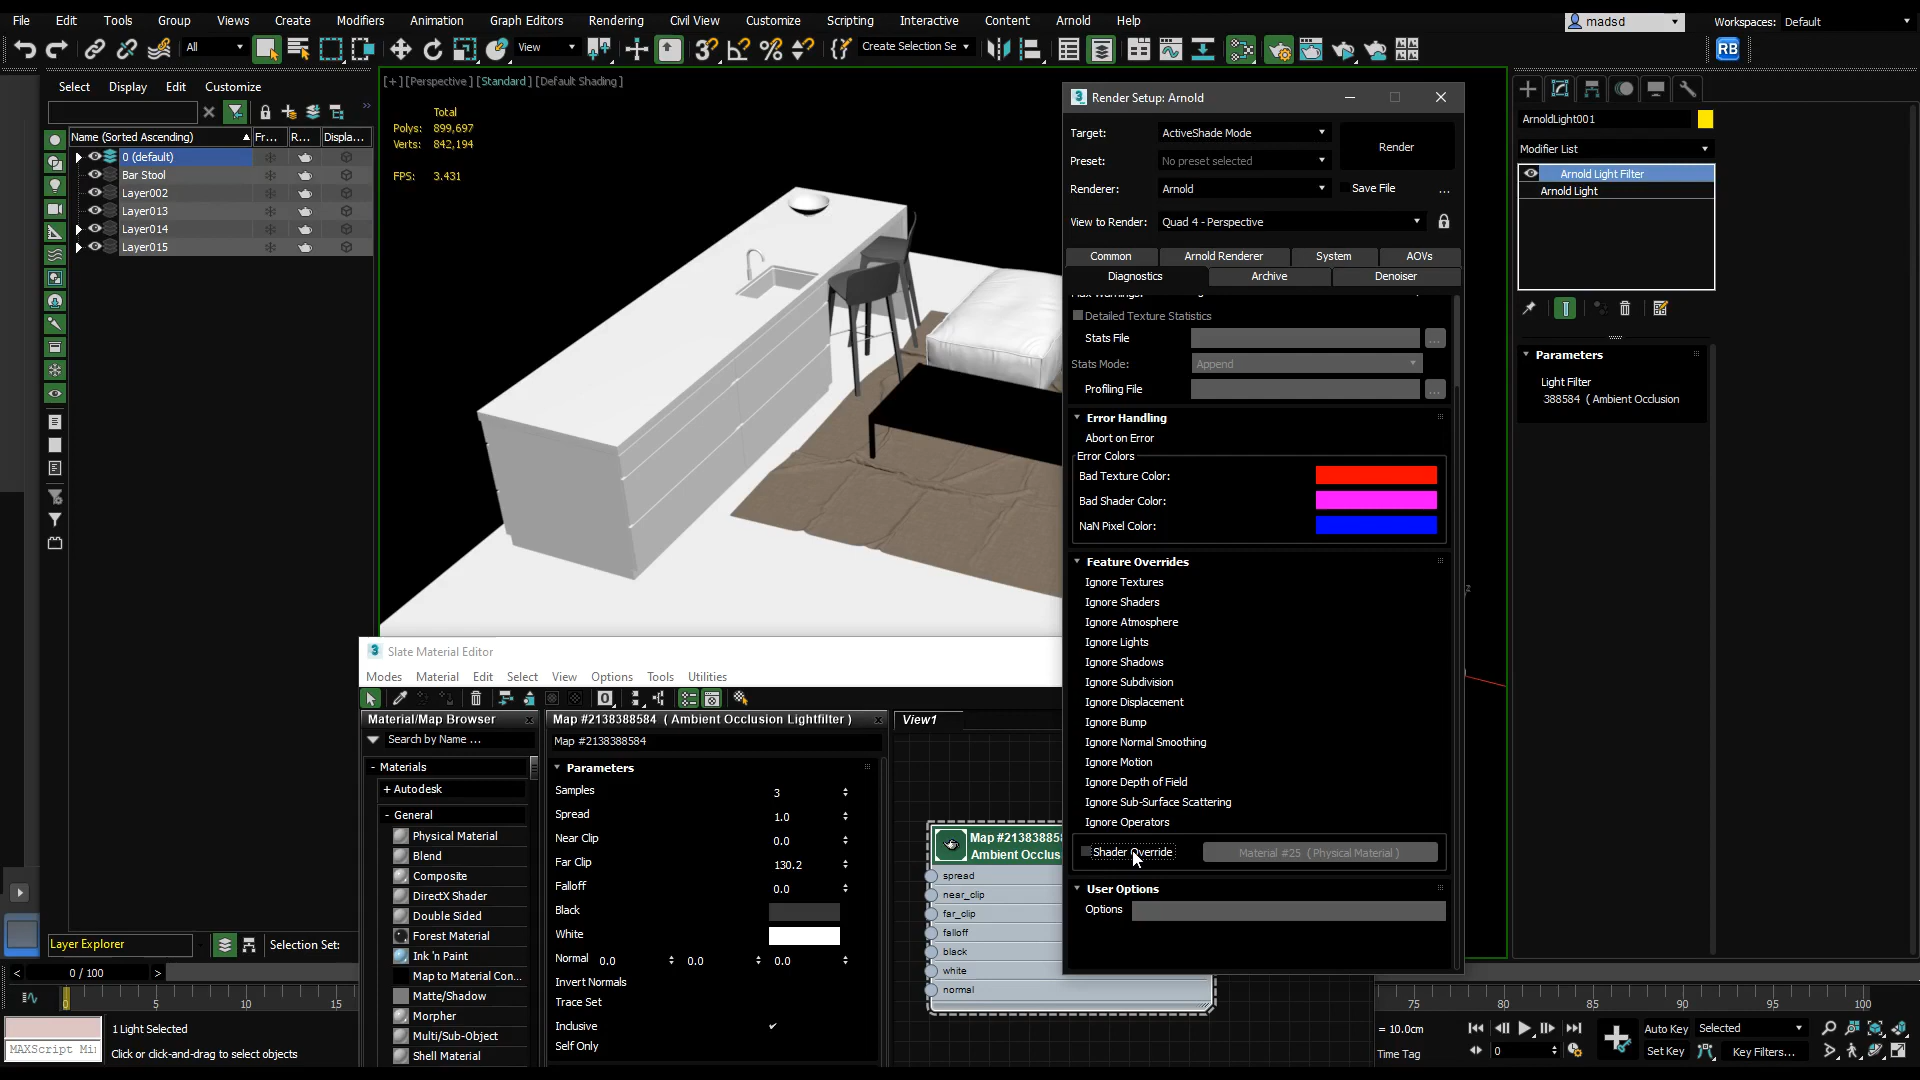 File Edit Tools Group Views Create Modifiers Animation Graph Editors Rendering Civil View Customize Scripting Interactive Content Arnold Help
madsd
Workspaces: Default
All
View
Create Selection Se
RB
Select Display Edit Customize
Name (Sorted Ascending) Fr... R... Displa...
0 (default)
Bar Stool
Layer002
Layer013
Layer014
Layer015
[+] [Perspective] [Standard] [Default Shading]
Total
Polys: 899,697
Verts: 842,194
FPS: 3.431
Render Setup: Arnold
Target: ActiveShade Mode
Render
Preset: No preset selected
Renderer: Arnold
Save File ...
View to Render: Quad 4 - Perspective
Common Arnold Renderer System AOVs
Diagnostics Archive Denoiser
Detailed Texture Statistics
Stats File ...
Stats Mode: Append
Profiling File ...
Error Handling
Abort on Error
Error Colors
Bad Texture Color:
Bad Shader Color:
NaN Pixel Color:
Feature Overrides
Ignore Textures
Ignore Shaders
Ignore Atmosphere
Ignore Lights
Ignore Shadows
Ignore Subdivision
Ignore Displacement
Ignore Bump
Ignore Normal Smoothing
Ignore Motion
Ignore Depth of Field
Ignore Sub-Surface Scattering
Ignore Operators
Shader Override Material #25 ( Physical Material )
User Options
Options
ArnoldLight001
Modifier List
Arnold Light Filter
Arnold Light
Parameters
Light Filter
388584 ( Ambient Occlusion
Slate Material Editor
Modes Material Edit Select View Options Tools Utilities
Material/Map Browser
Search by Name ...
- Materials
+ Autodesk
- General
Physical Material
Blend
Composite
DirectX Shader
Double Sided
Forest Material
Ink 'n Paint
Map to Material Con...
Matte/Shadow
Morpher
Multi/Sub-Object
Shell Material
Map #2138388584 ( Ambient Occlusion Lightfilter )
Map #2138388584
Parameters
Samples 3
Spread 1.0
Near Clip 0.0
Far Clip 130.2
Falloff 0.0
Black
White
Normal 0.0 0.0 0.0
Invert Normals
Trace Set
Inclusive
Self Only
View1
Map #213838858
Ambient Occlus
spread
near_clip
far_clip
falloff
black
white
normal
Layer Explorer
Selection Set:
< 0 / 100 >
0 5 10 15
75 80 85 90 95 100
1 Light Selected
MAXScript Mi
Click or click-and-drag to select objects
= 10.0cm
Time Tag
0
Auto Key Selected
Set Key Key Filters...